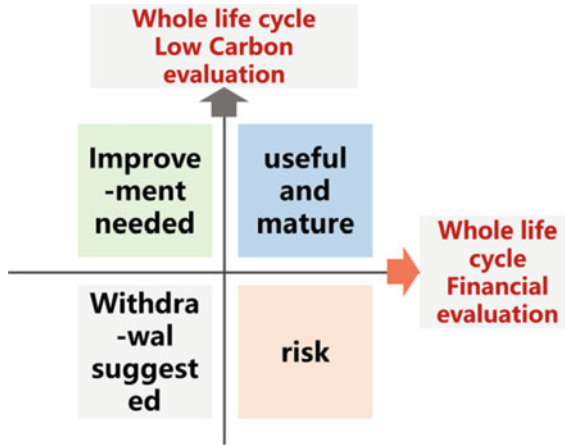 Whole life cycle
Low Carbon
evaluation
Improve
-ment
needed
useful
and
mature
Whole life
cycle
Financial
evaluation
Withdra
-wal
suggest
ed
risk